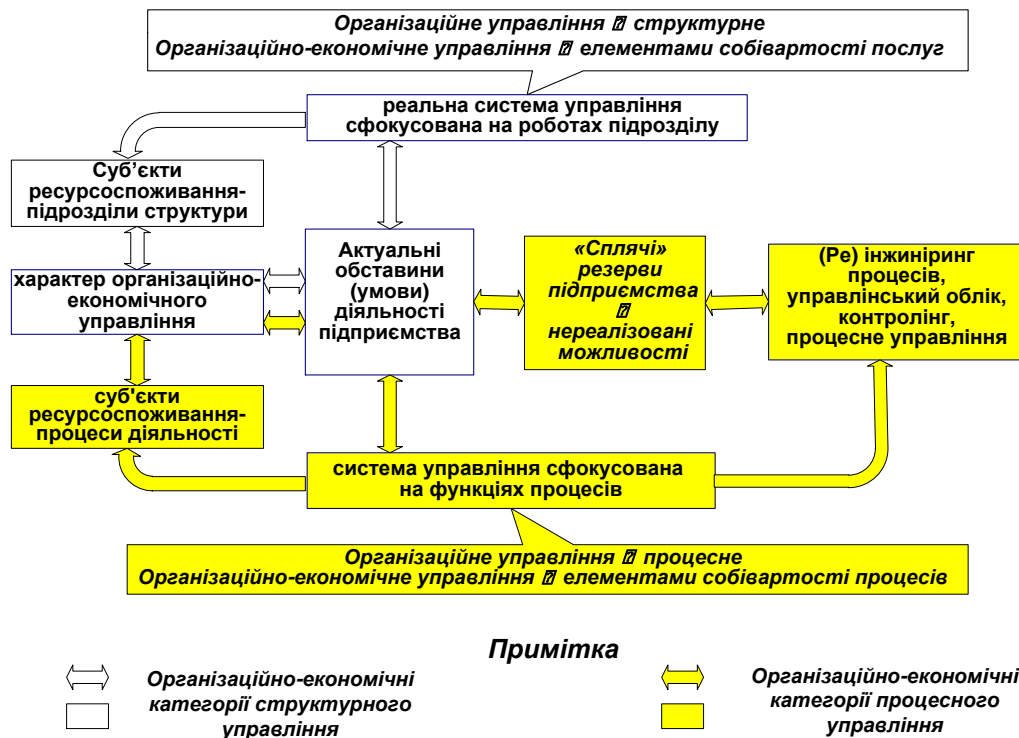 Організаційне управління ⍰ структурне
Організаційно-економічне управління ⍰ елементами собівартості послуг
реальна система управління
сфокусована на роботах підрозділу
Суб’єкти
ресурсоспоживання-
підрозділи структури
характер організаційно-
економічного
управління
суб'єкти
ресурсоспоживання-
процеси діяльності
Актуальні
обставини
(умови)
діяльності
підприємства
«Сплячі»
резерви
підприємства
⍰
нереалізовані
можливості
(Ре) інжиніринг
процесів,
управлінський облік,
контролінг,
процесне управління
система управління сфокусована
на функціях процесів
Організаційне управління ⍰ процесне
Організаційно-економічне управління ⍰ елементами собівартості процесів
Примітка
Організаційно-економічні
категорії структурного
управління
Організаційно-економічні
категорії процесного
управління